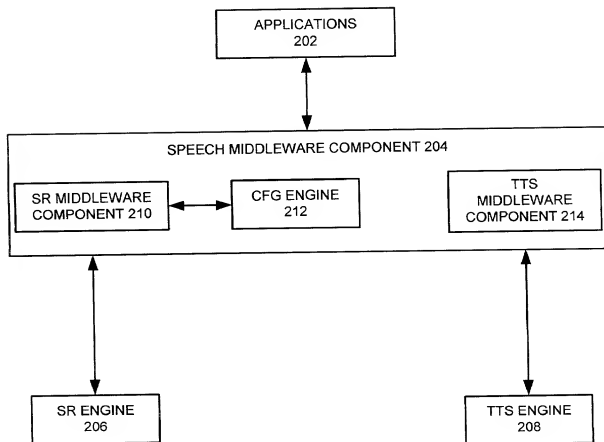 APPLICATIONS
202
SPEECH MIDDLEWARE COMPONENT 204
SR MIDDLEWARE
COMPONENT 210
CFG ENGINE
212
TTS
MIDDLEWARE
COMPONENT 214
SR ENGINE
206
TTS ENGINE
208